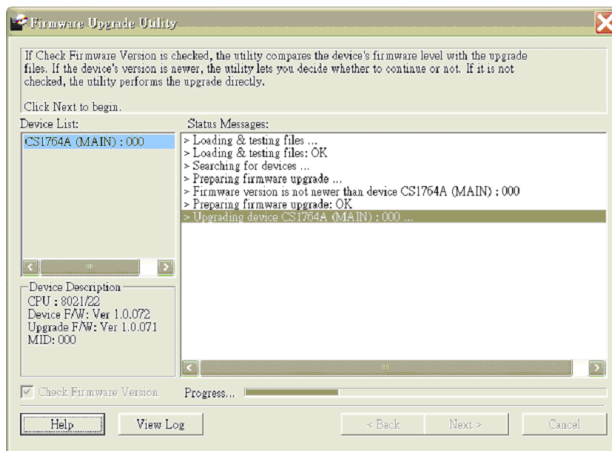 Firmware Upgrade Utility
If Check Firmware Version is checked, the utility compares the device's firmware level with the upgrade
files. If the device's version is newer, the utility lets you decide whether to continue or not. If it is not
checked, the utility performs the upgrade directly.
Click Next to begin.
Device List:
CS1764A (MAIN) : 000
Status Messages:
> Loading & testing files ...
> Loading & testing files: OK
> Searching for devices ...
> Preparing firmware upgrade ...
> Firmware version is not newer than device CS1764A (MAIN) : 000
> Preparing firmware upgrade: OK
> Upgrading device CS1764A (MAIN) : 000 ...
Device Description
CPU : 8021/22
Device F/W: Ver 1.0.072
Upgrade F/W: Ver 1.0.071
MID: 000
Check Firmware Version
Progress...
Help
View Log
< Back
Next >
Cancel